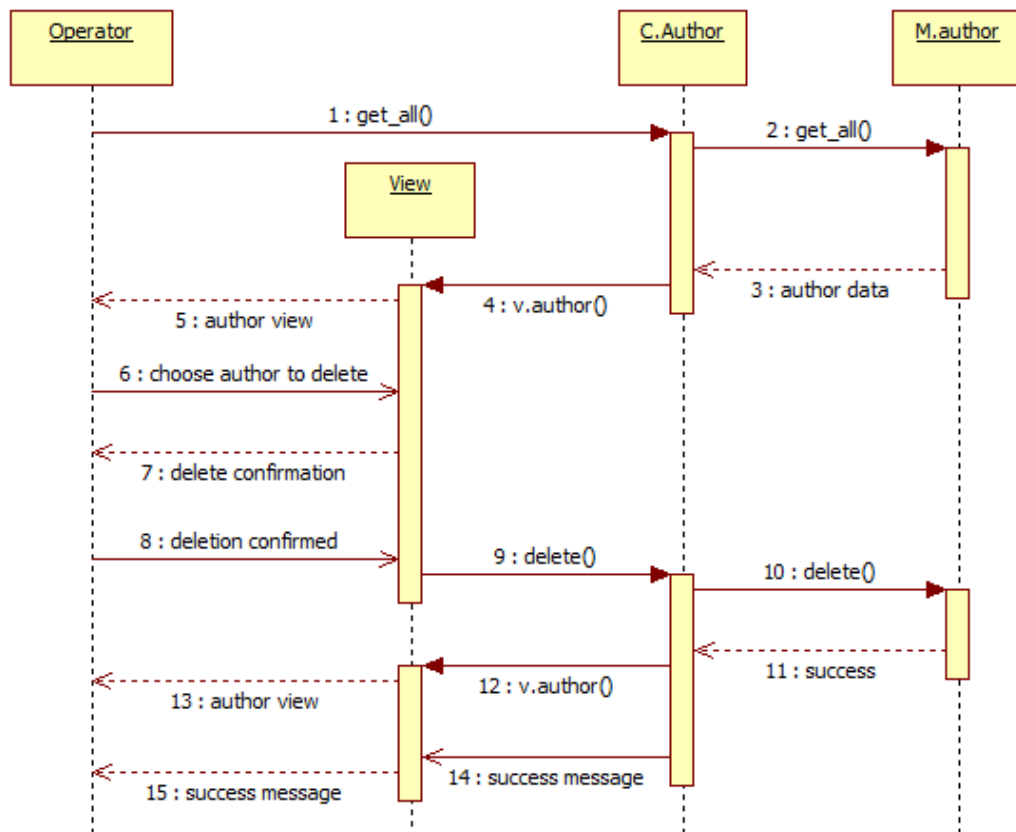 Operator
C.Author
M.author
1 : get_all()
2 : get_all()
View
3 : author data
4 : v.author()
5 : author view
6 : choose author to delete
7 : delete confirmation
8 : deletion confirmed
9 : delete()
10 : delete()
11 : success
12 : v.author()
13 : author view
14 : success message
15 : success message